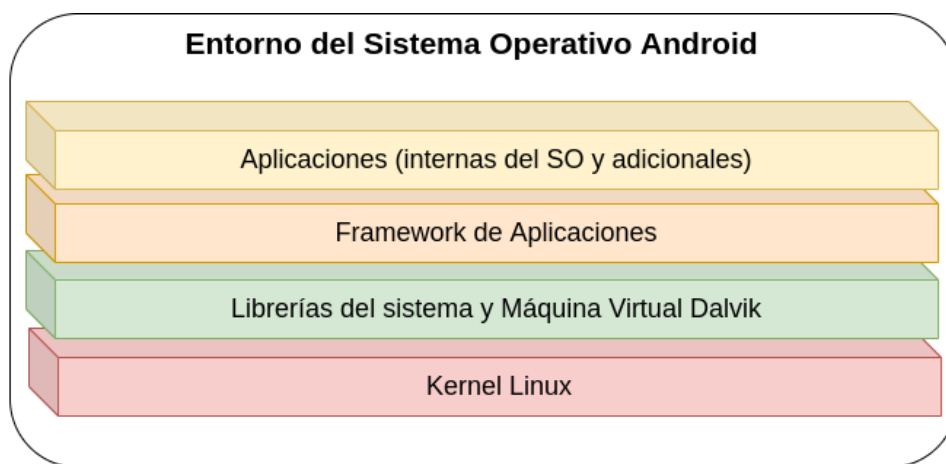 Entorno del Sistema Operativo Android
Aplicaciones (internas del SO y adicionales)
Framework de Aplicaciones
Librerías del sistema y Máquina Virtual Dalvik
Kernel Linux